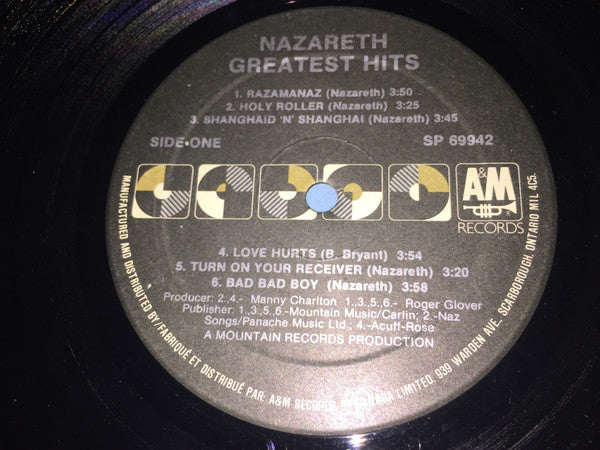 NAZARETH
GREATEST HITS
1. RAZAMANAZ (Nazareth) 3:50
2. HOLY ROLLER (Nazareth) 3:25
3. SHANGHAID 'N' SHANGHAI (Nazareth) 3:45
SIDE•ONE SP 69942
A&M
RECORDS
4. LOVE HURTS (B. Bryant) 3:54
5. TURN ON YOUR RECEIVER (Nazareth) 3:20
6. BAD BAD BOY (Nazareth) 3:58
Producer: 2.4.- Manny Charlton 1.,3.,5.,6.- Roger Glover
Publisher: 1.,3.,5.,6.-Mountain Music/Carlin; 2.-Naz
Songs/Panache Music Ltd.; 4.-Acuff-Rose
A MOUNTAIN RECORDS PRODUCTION
MANUFACTURED AND DISTRIBUTED BY/FABRIQUÉ ET DISTRIBUÉ PAR: A&M RECORDS OF CANADA LIMITED, 939 WARDEN AVE., SCARBOROUGH, ONTARIO M1L 4C5.